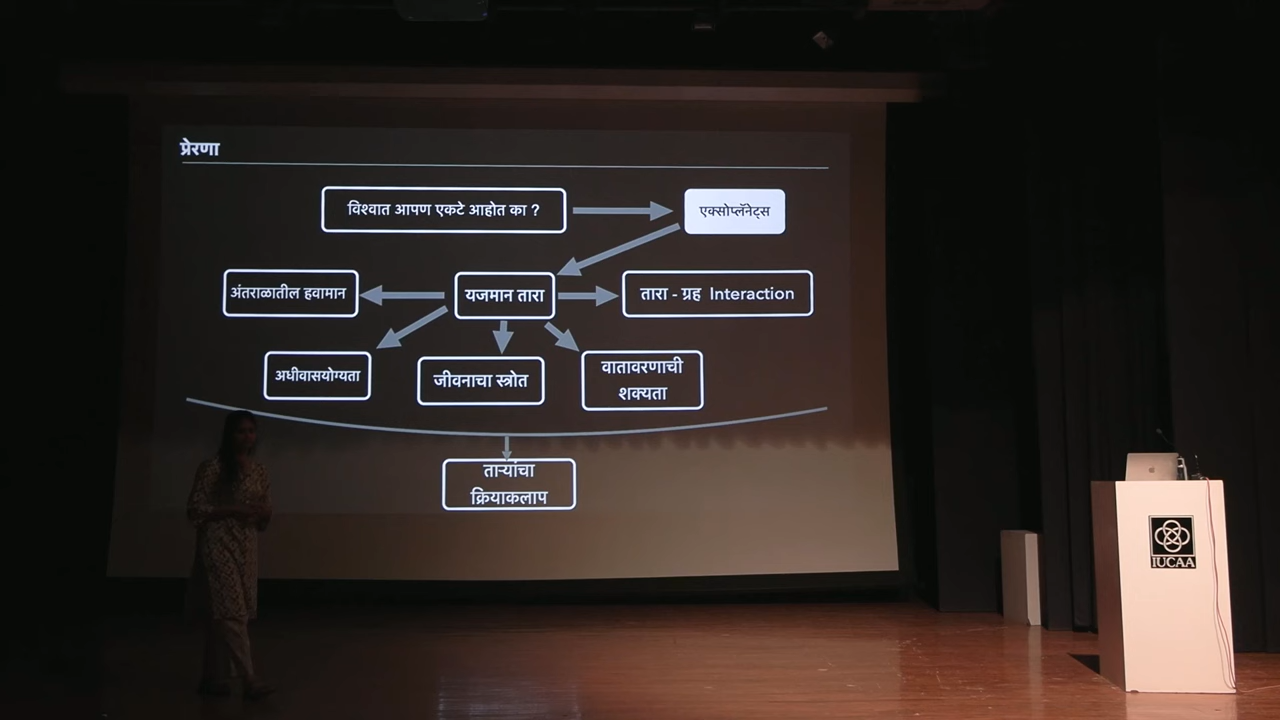 प्रेरणा
विश्वात आपण एकटे आहोत का ?
एक्सोप्लॅनेट्स
अंतराळातील हवामान
यजमान तारा
तारा - ग्रह Interaction
अधीवासयोग्यता
जीवनाचा स्त्रोत
वातावरणाची
शक्यता
ताऱ्यांचा
क्रियाकलाप
IUCAA